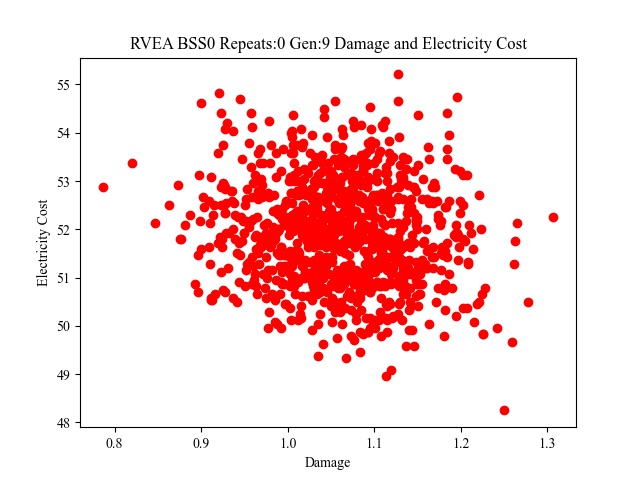 RVEA BSS0 Repeats:0 Gen:9 Damage and Electricity Cost
55
54
53
52
51
50
49
48
Electricity Cost
0.8 0.9 1.0 1.1 1.2 1.3
Damage